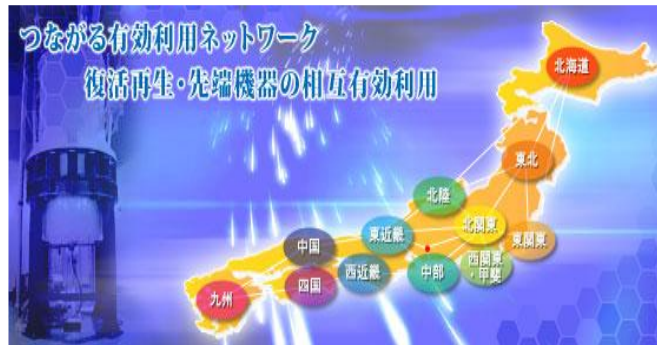 つながる有効利用ネットワーク
復活再生・先端機器の相互有効利用
北海道
東北
北陸
北関東
東関東
東近畿
中国
西近畿
中部
西関東
・甲斐
四国
九州